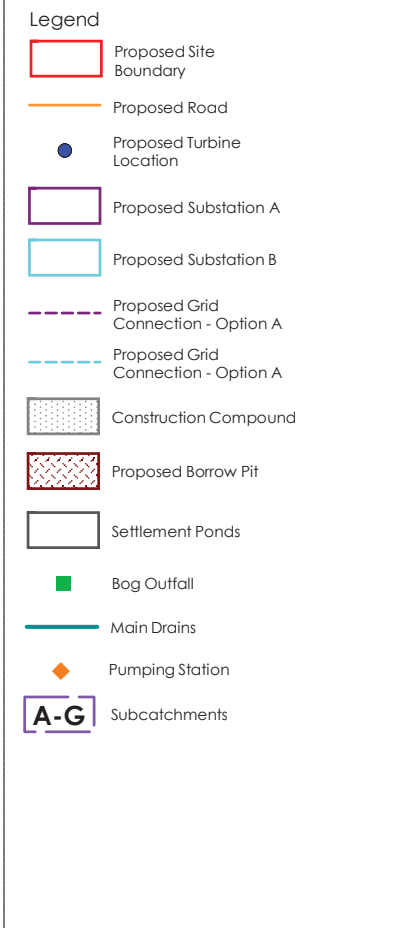 Legend
Proposed Site
Boundary
Proposed Road
Proposed Turbine
Location
Proposed Substation A
Proposed Substation B
Proposed Grid
Connection - Option A
Proposed Grid
Connection - Option A
Construction Compound
Proposed Borrow Pit
Settlement Ponds
Bog Outfall
Main Drains
Pumping Station
A-G Subcatchments